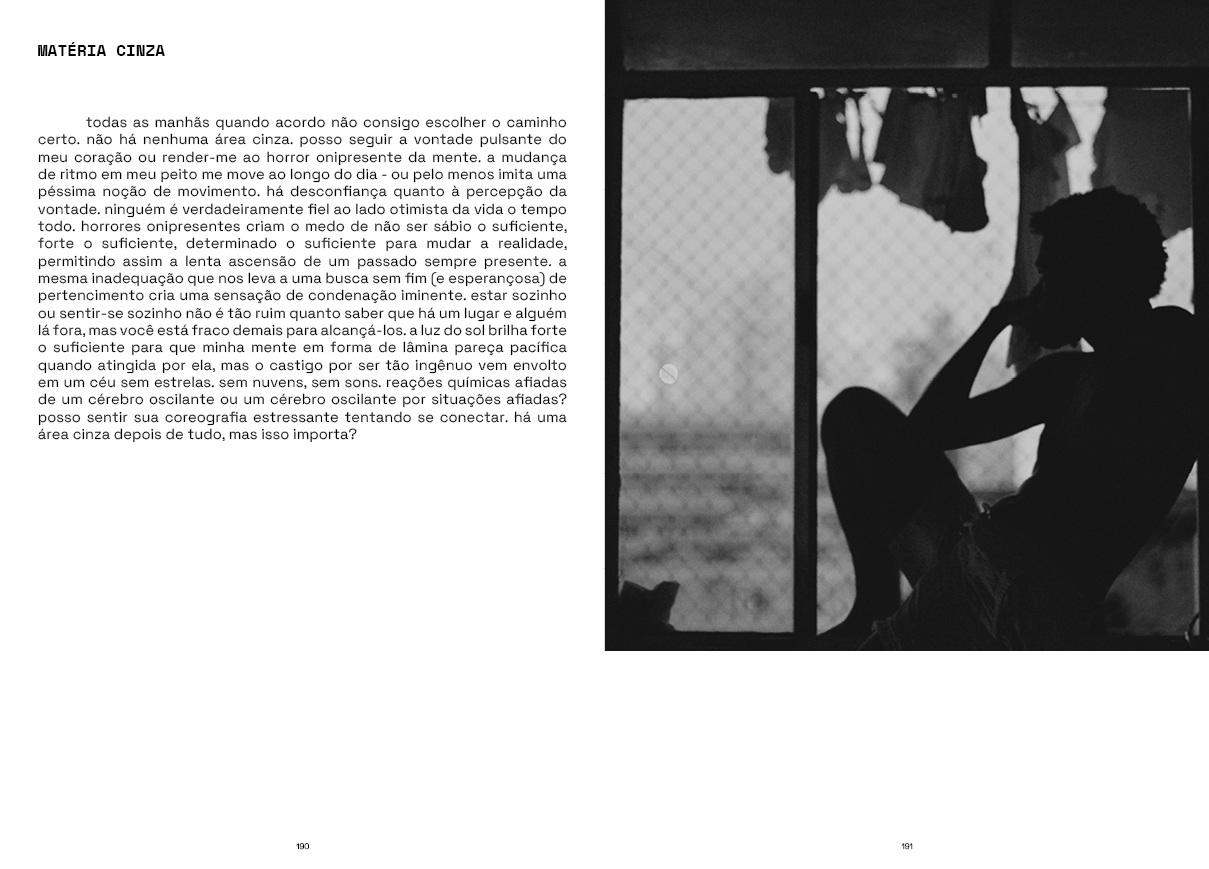 MATÉRIA CINZA
todas as manhãs quando acordo não consigo escolher o caminho
certo. não há nenhuma área cinza. posso seguir a vontade pulsante do
meu coração ou render-me ao horror onipresente da mente. a mudança
de ritmo em meu peito me move ao longo do dia - ou pelo menos imita uma
péssima noção de movimento. há desconfiança quanto à percepção da
vontade. ninguém é verdadeiramente fiel ao lado otimista da vida o tempo
todo. horrores onipresentes criam o medo de não ser sábio o suficiente,
forte o suficiente, determinado o suficiente para mudar a realidade,
permitindo assim a lenta ascensão de um passado sempre presente. a
mesma inadequação que nos leva a uma busca sem fim (e esperançosa) de
pertencimento cria uma sensação de condenação iminente. estar sozinho
ou sentir-se sozinho não é tão ruim quanto saber que há um lugar e alguém
lá fora, mas você está fraco demais para alcançá-los. a luz do sol brilha forte
o suficiente para que minha mente em forma de lâmina pareça pacífica
quando atingida por ela, mas o castigo por ser tão ingênuo vem envolto
em um céu sem estrelas. sem nuvens, sem sons. reações químicas afiadas
de um cérebro oscilante ou um cérebro oscilante por situações afiadas?
posso sentir sua coreografia estressante tentando se conectar. há uma
área cinza depois de tudo, mas isso importa?
190
191